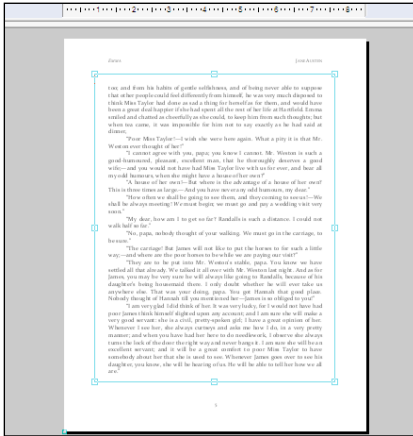 Emma
Jane Austen
too; and from his habits of gentle selfishness, and of being never able to suppose
that other people could feel differently from himself, he was very much disposed to
think Miss Taylor had done as sad a thing for herself as for them, and would have
been a great deal happier if she had spent all the rest of her life at Hartfield. Emma
smiled and chatted as cheerfully as she could, to keep him from such thoughts; but
when tea came, it was impossible for him not to say exactly as he had said at
dinner,
"Poor Miss Taylor!—I wish she were here again. What a pity it is that Mr.
Weston ever thought of her!"
"I cannot agree with you, papa; you know I cannot. Mr. Weston is such a
good-humoured, pleasant, excellent man, that he thoroughly deserves a good
wife;—and you would not have had Miss Taylor live with us for ever, and bear all
my odd humours, when she might have a house of her own?"
"A house of her own!—But where is the advantage of a house of her own?
This is three times as large.—And you have never any odd humours, my dear."
"How often we shall be going to see them, and they coming to see us!—We
shall be always meeting! We must begin; we must go and pay a wedding visit very
soon."
"My dear, how am I to get so far? Randalls is such a distance. I could not
walk half so far."
"No, papa, nobody thought of your walking. We must go in the carriage, to
be sure."
"The carriage! But James will not like to put the horses to for such a little
way;—and where are the poor horses to be while we are paying our visit?"
"They are to be put into Mr. Weston's stable, papa. You know we have
settled all that already. We talked it all over with Mr. Weston last night. And as for
James, you may be very sure he will always like going to Randalls, because of his
daughter's being housemaid there. I only doubt whether he will ever take us
anywhere else. That was your doing, papa. You got Hannah that good place.
Nobody thought of Hannah till you mentioned her—James is so obliged to you!"
"I am very glad I did think of her. It was very lucky, for I would not have had
poor James think himself slighted upon any account; and I am sure she will make a
very good servant: she is a civil, pretty-spoken girl; I have a great opinion of her.
Whenever I see her, she always curtseys and asks me how I do, in a very pretty
manner; and when you have had her here to do needlework, I observe she always
turns the lock of the door the right way and never bangs it. I am sure she will be an
excellent servant; and it will be a great comfort to poor Miss Taylor to have
somebody about her that she is used to see. Whenever James goes over to see his
daughter, you know, she will be hearing of us. He will be able to tell her how we all
are."